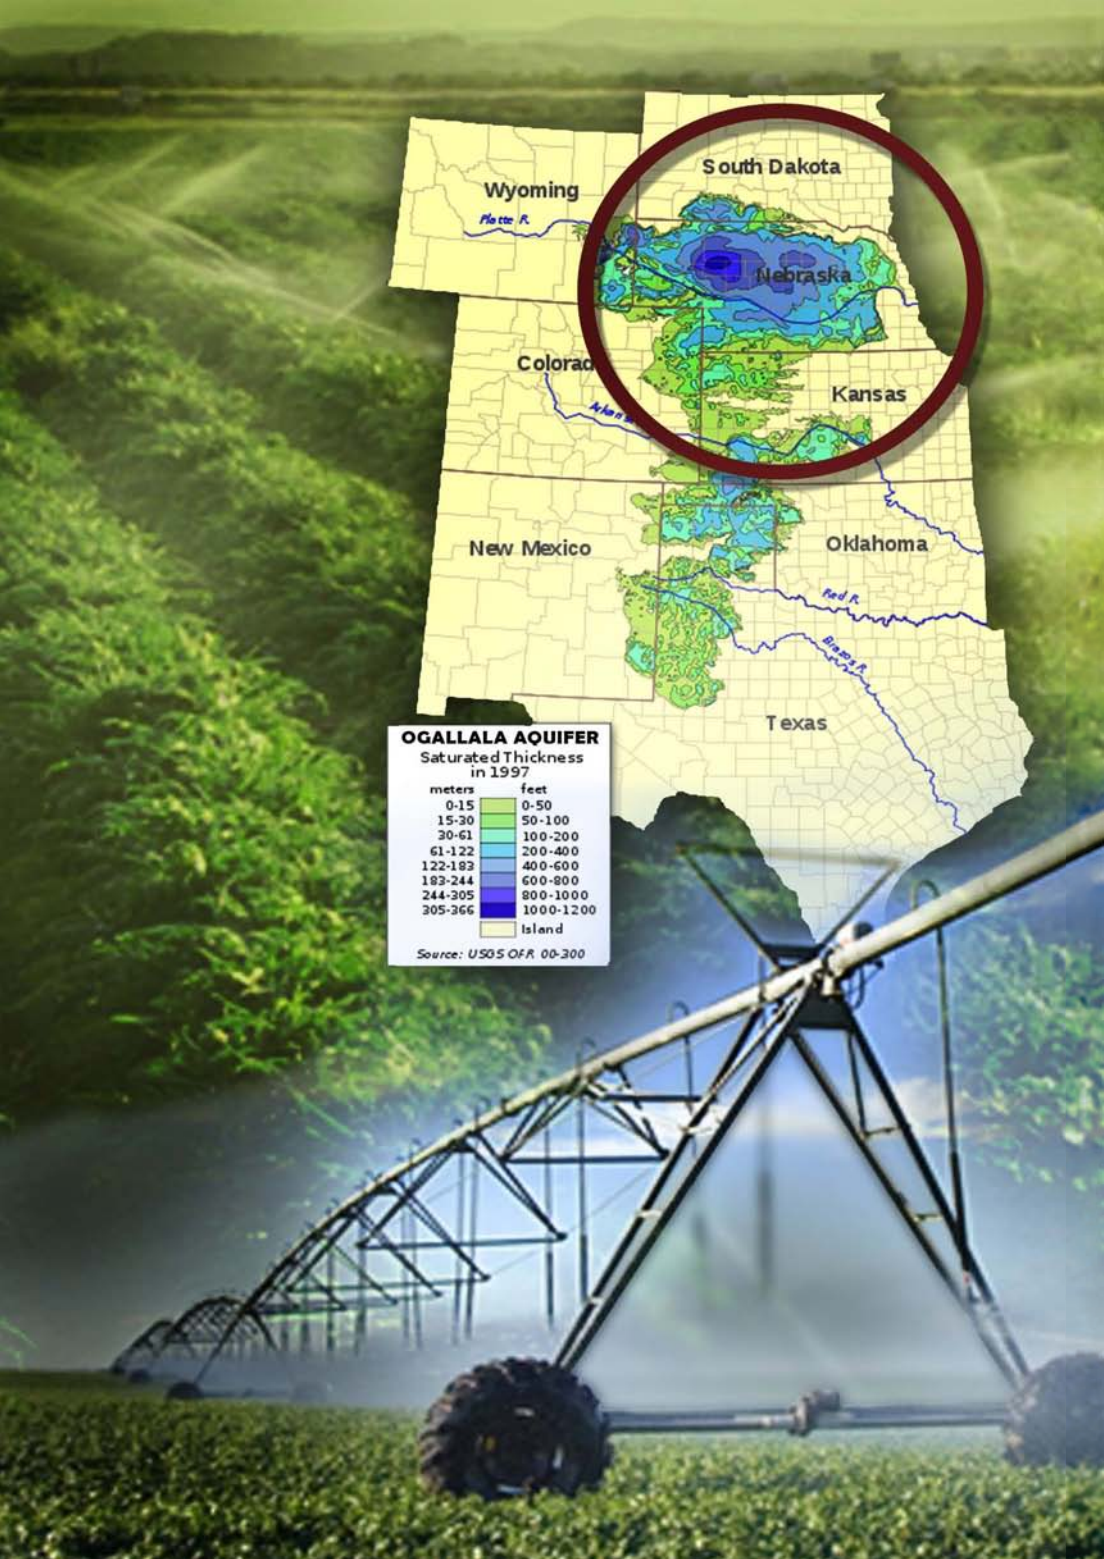 South Dakota
Wyoming
Platte R.
Nebraska
Colorad
Kansas
Arkan
New Mexico
Oklahoma
Red R.
Brazos R.
Texas
OGALLALA AQUIFER
Saturated Thickness
in 1997
meters feet
0-15 0-50
15-30 50-100
30-61 100-200
61-122 200-400
122-183 400-600
183-244 600-800
244-305 800-1000
305-366 1000-1200
Island
Source: USGS OFR 00-300